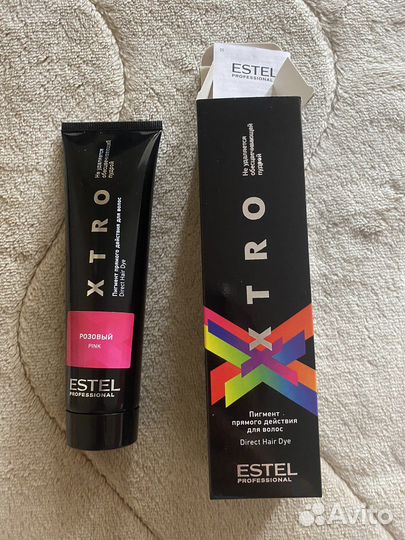 XTRO
Не удаляется
обесцвечивающей
пудрой
Пигмент прямого действия для волос
Direct Hair Dye
РОЗОВЫЙ
PINK
ESTEL
PROFESSIONAL
ESTEL
PROFESSIONAL
XTRO
Не удаляется
обесцвечивающей
пудрой
Пигмент
прямого действия
для волос
Direct Hair Dye
ESTEL
PROFESSIONAL
Avito